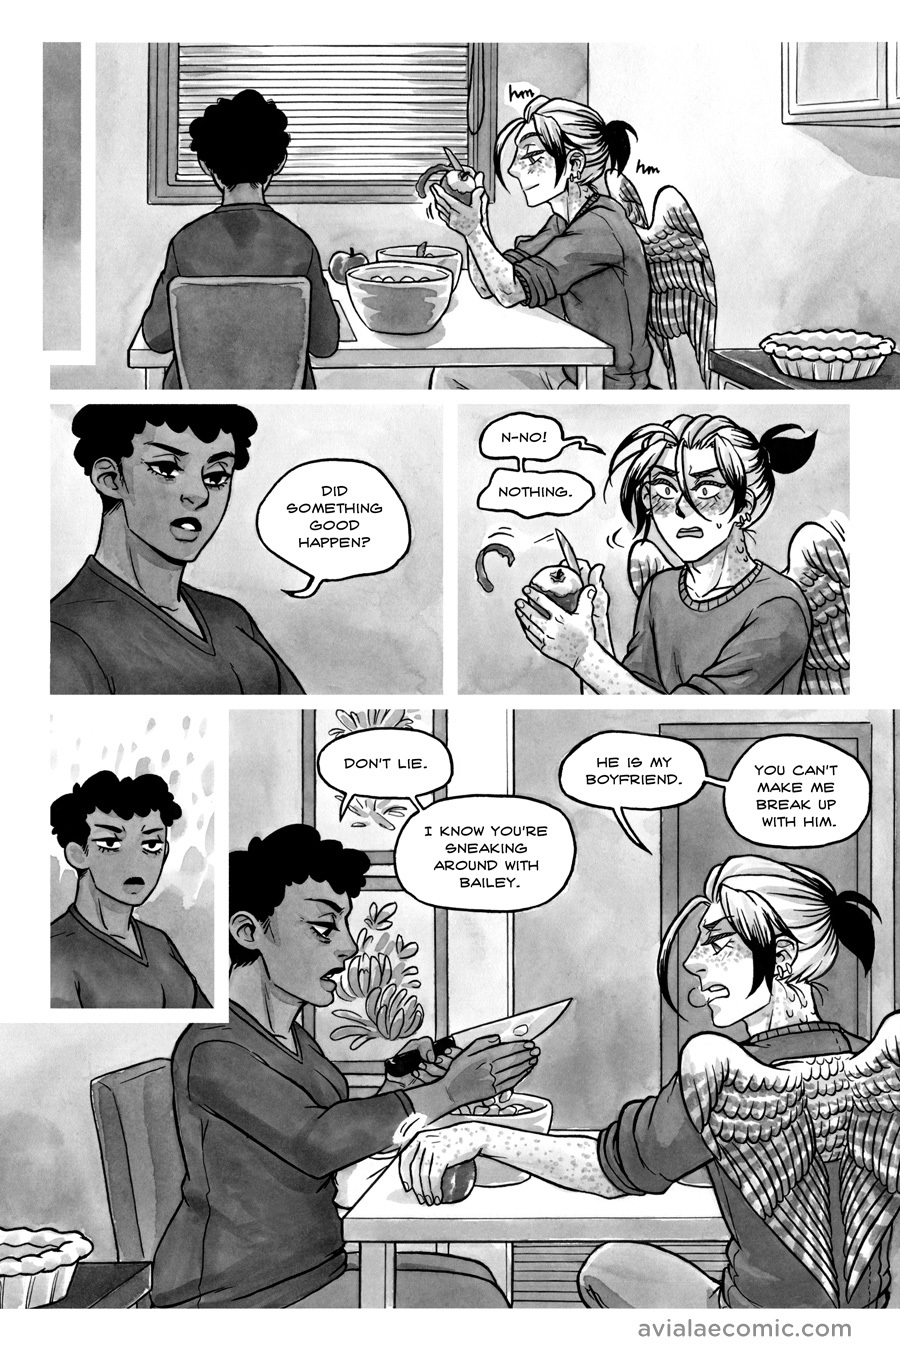 hm
hm
DID
SOMETHING
GOOD
HAPPEN?
N-NO!
NOTHING.
DON'T LIE.
I KNOW YOU'RE
SNEAKING
AROUND WITH
BAILEY.
HE IS MY
BOYFRIEND.
YOU CAN'T
MAKE ME
BREAK UP
WITH HIM.
avialaecomic.com